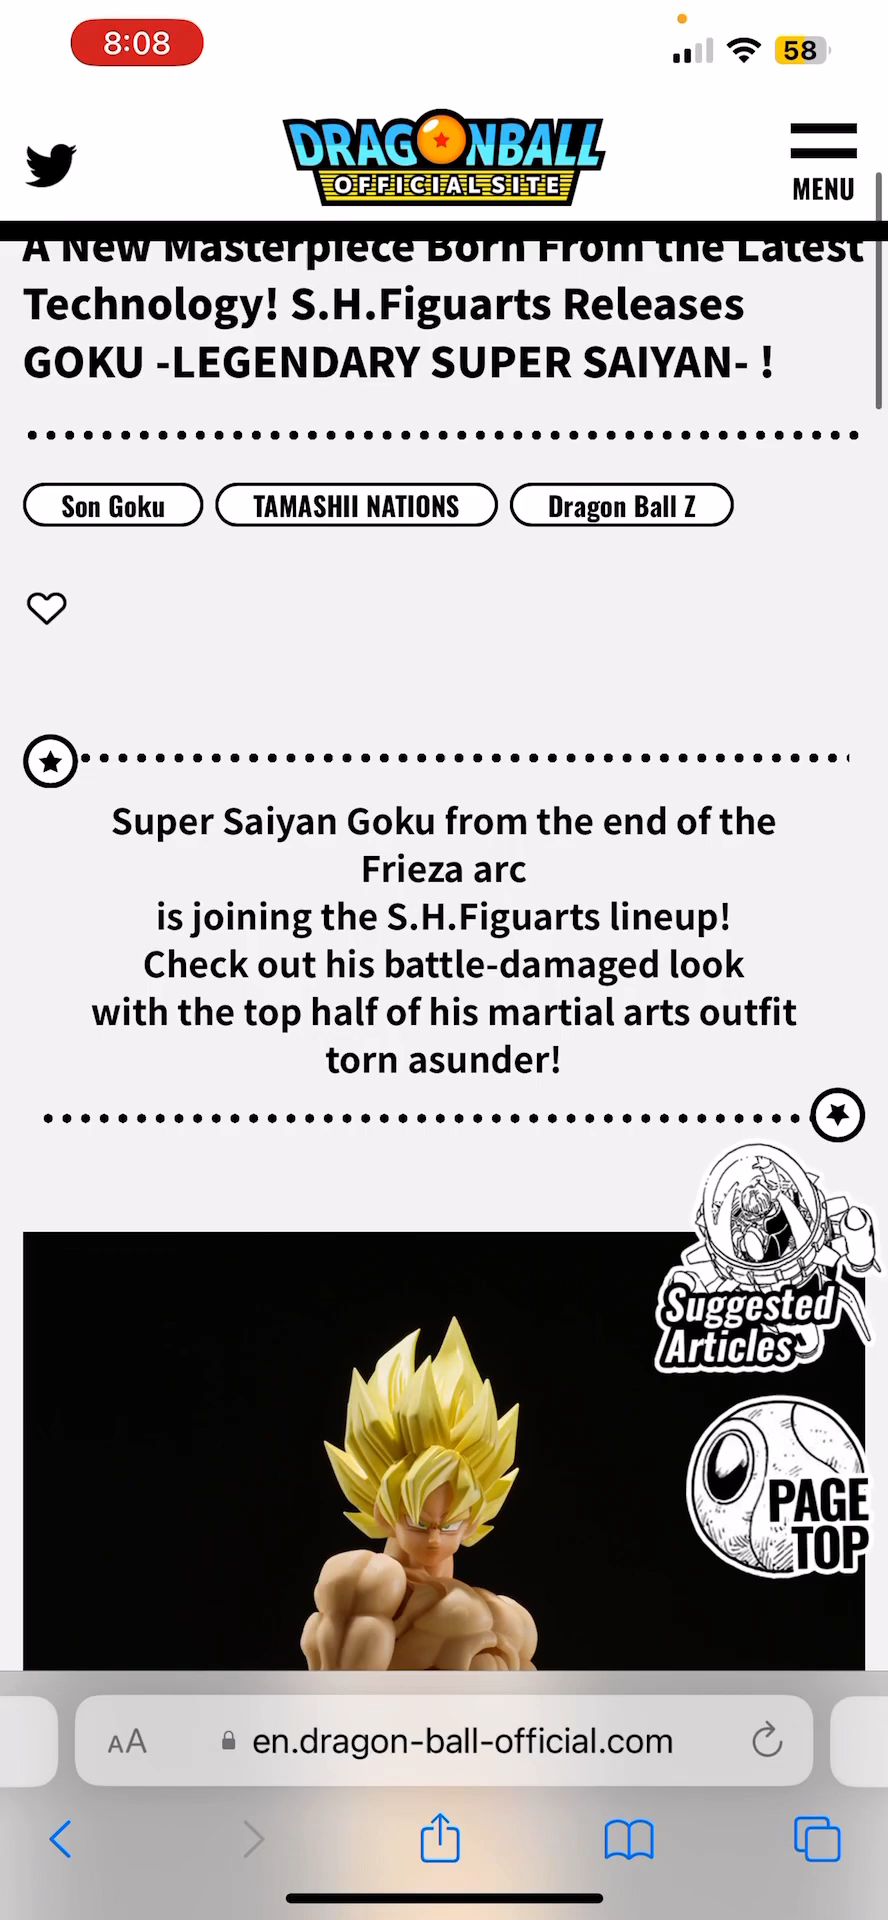 8:08
58
DRAGONBALL
OFFICIAL SITE
MENU
A New Masterpiece Born From the Latest
Technology! S.H.Figuarts Releases
GOKU -LEGENDARY SUPER SAIYAN- !
Son Goku
TAMASHII NATIONS
Dragon Ball Z
Super Saiyan Goku from the end of the
Frieza arc
is joining the S.H.Figuarts lineup!
Check out his battle-damaged look
with the top half of his martial arts outfit
torn asunder!
Suggested
Articles
PAGE
TOP
AA
en.dragon-ball-official.com